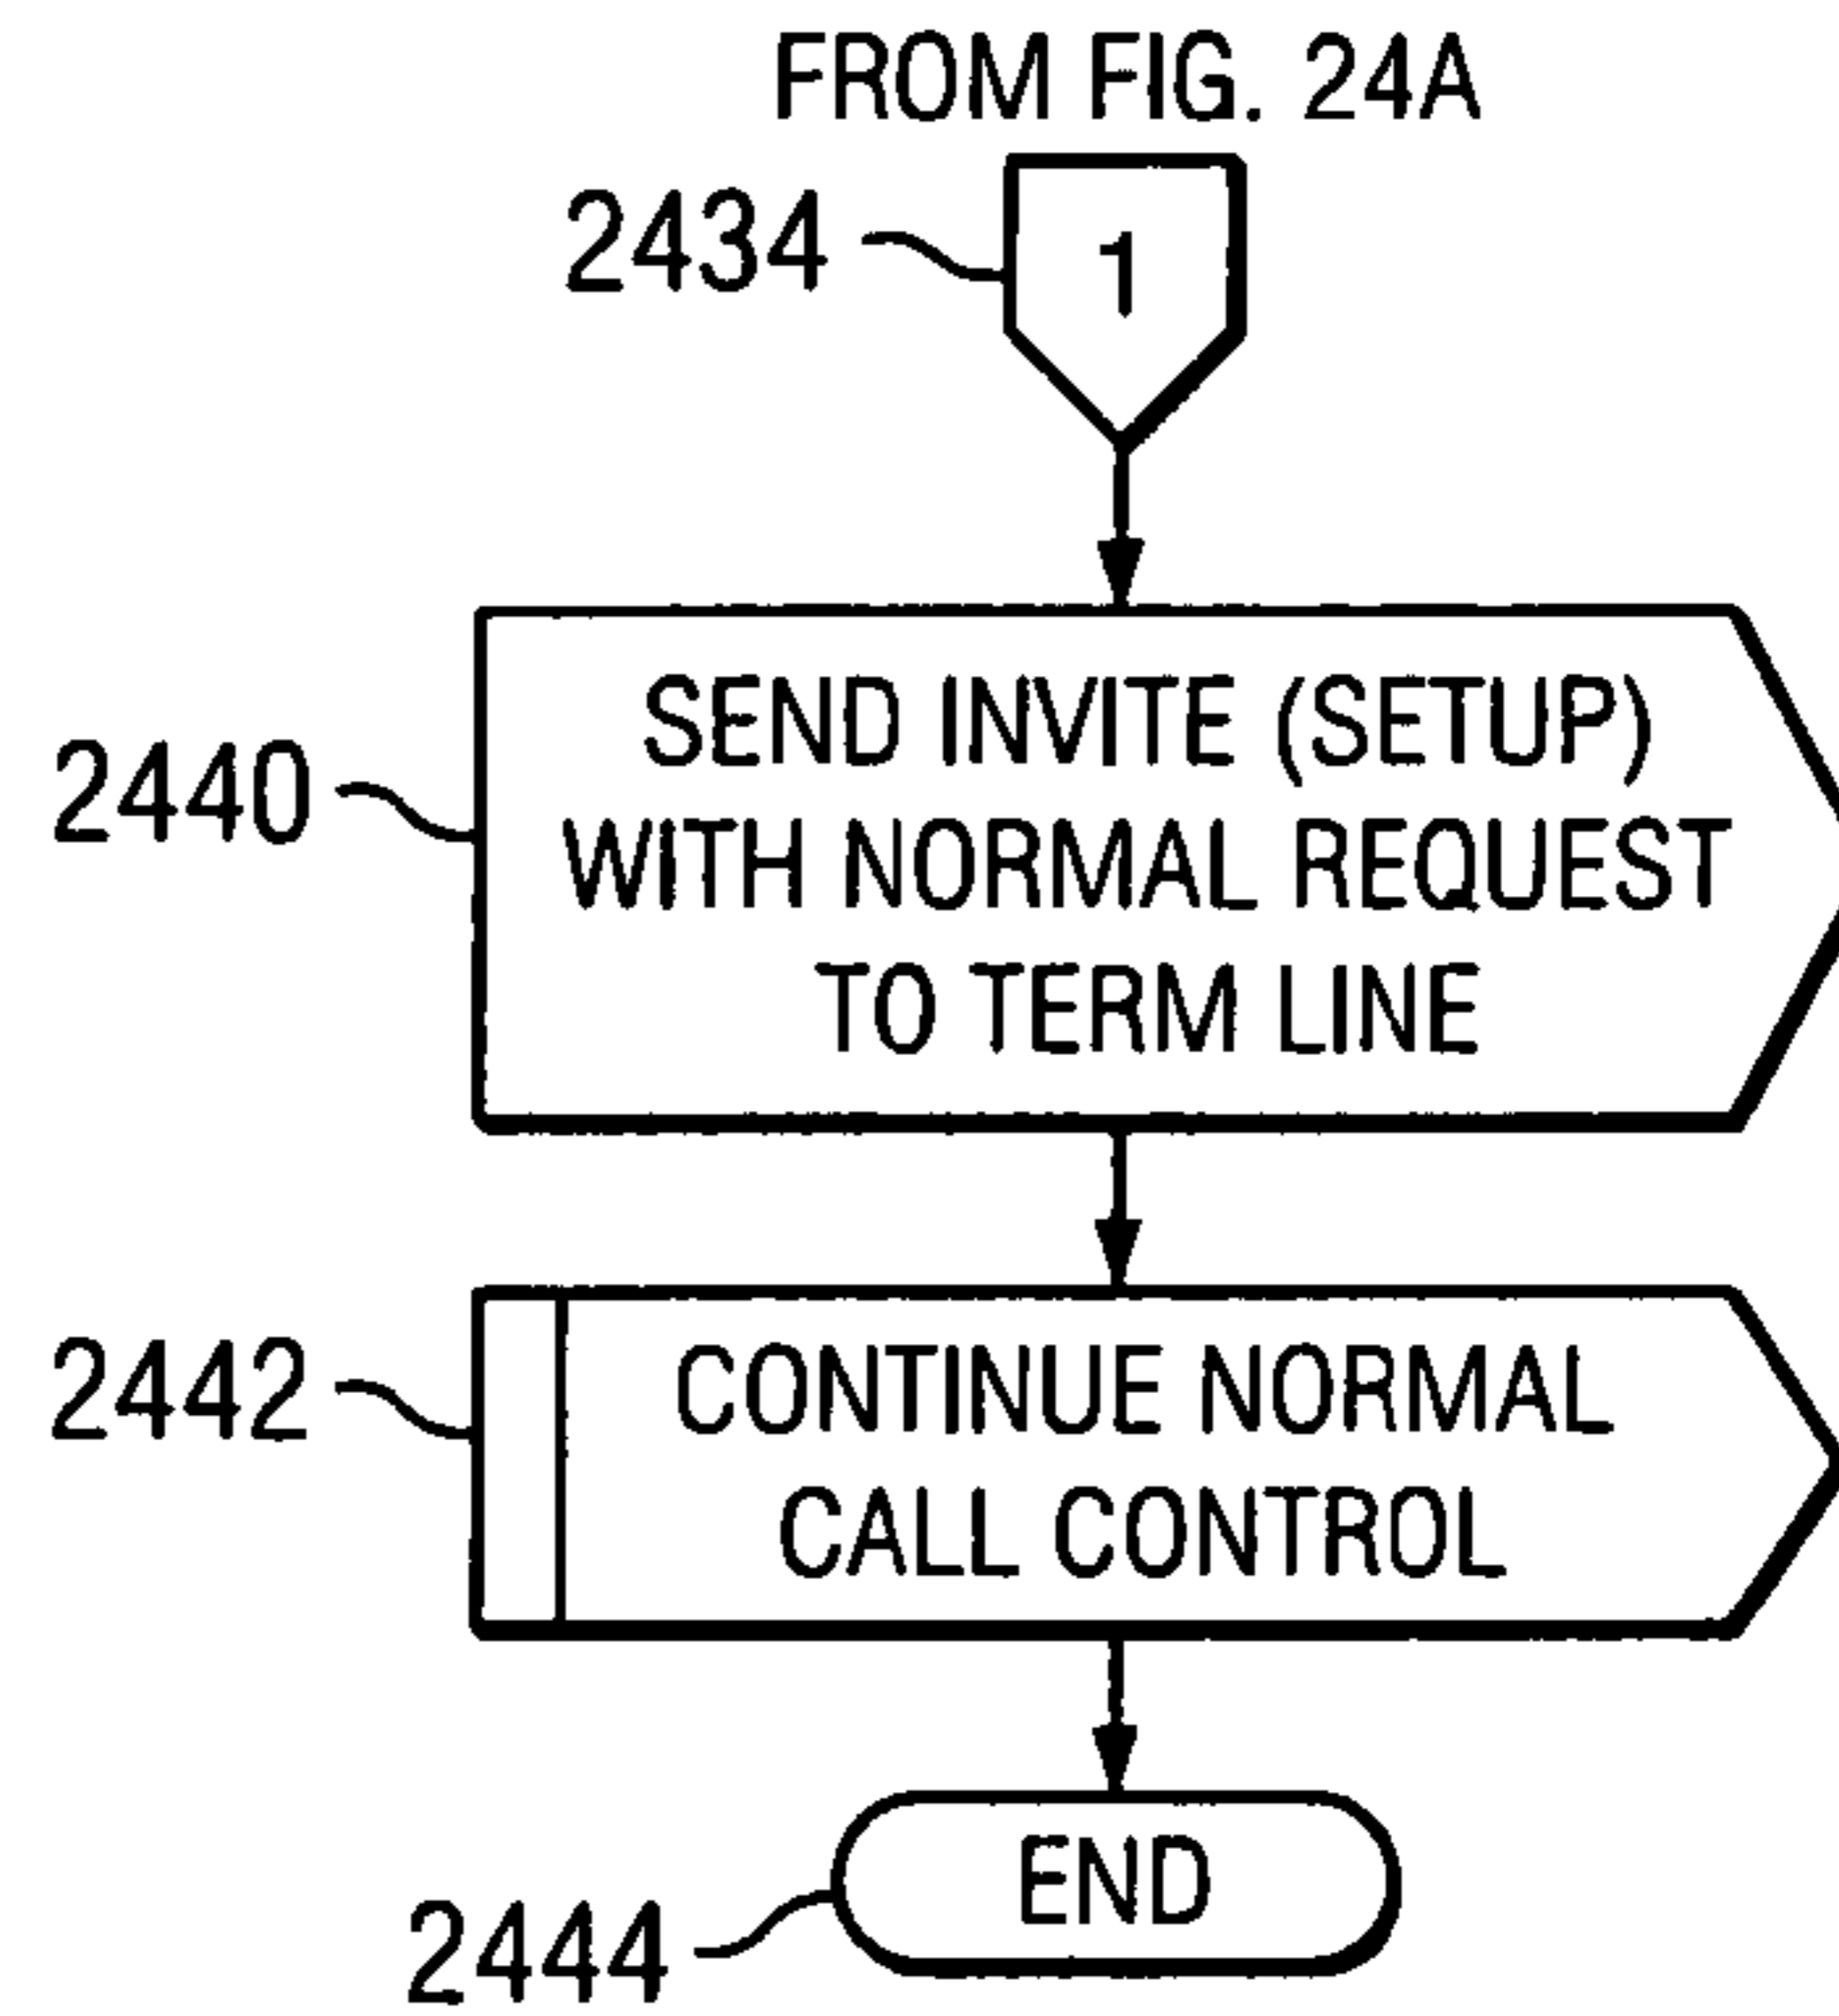 FROM FIG. 24A
2434
1
2440
SEND INVITE (SETUP)
WITH NORMAL REQUEST
TO TERM LINE
2442
CONTINUE NORMAL
CALL CONTROL
END
2444